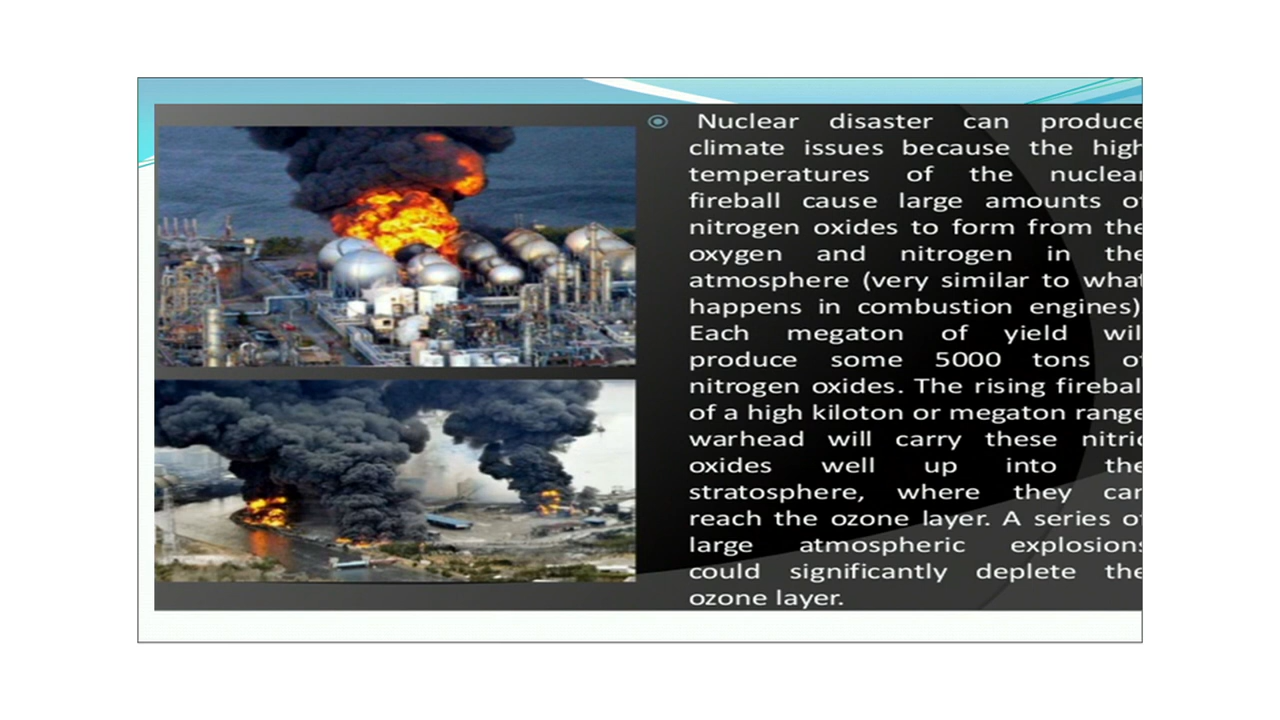 Nuclear disaster can produce
climate issues because the high
temperatures of the nuclear
fireball cause large amounts of
nitrogen oxides to form from the
oxygen and nitrogen in the
atmosphere (very similar to what
happens in combustion engines)
Each megaton of yield will
produce some 5000 tons of
nitrogen oxides. The rising fireball
of a high kiloton or megaton range
warhead will carry these nitric
oxides well up into the
stratosphere, where they can
reach the ozone layer. A series of
large atmospheric explosions
could significantly deplete the
ozone layer.